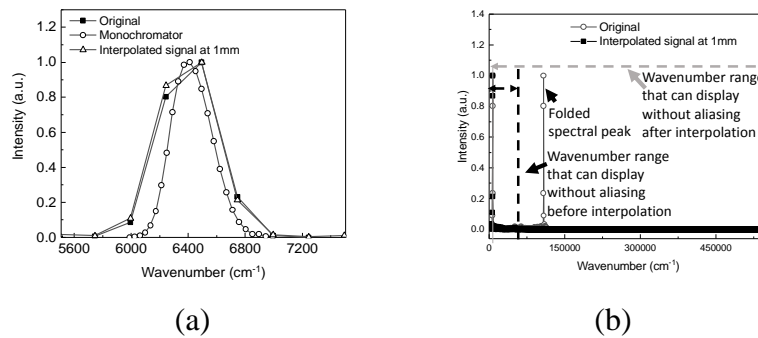 (a)
Original
Monochromator
Interpolated signal at 1mm
1.0
0.8
0.6
0.4
0.2
0.0
Intensity (a.u.)
5600 6000 6400 6800 7200
Wavenumber (cm-1)
(a)
(b)
Original
Interpolated signal at 1mm
1.4
1.2
1.0
0.8
0.6
0.4
0.2
0.0
Intensity (a.u.)
Wavenumber range
that can display
without aliasing
after interpolation
Folded
spectral peak
Wavenumber range
that can display
without aliasing
before interpolation
0 150000 300000 450000
Wavenumber (cm-1)
(b)